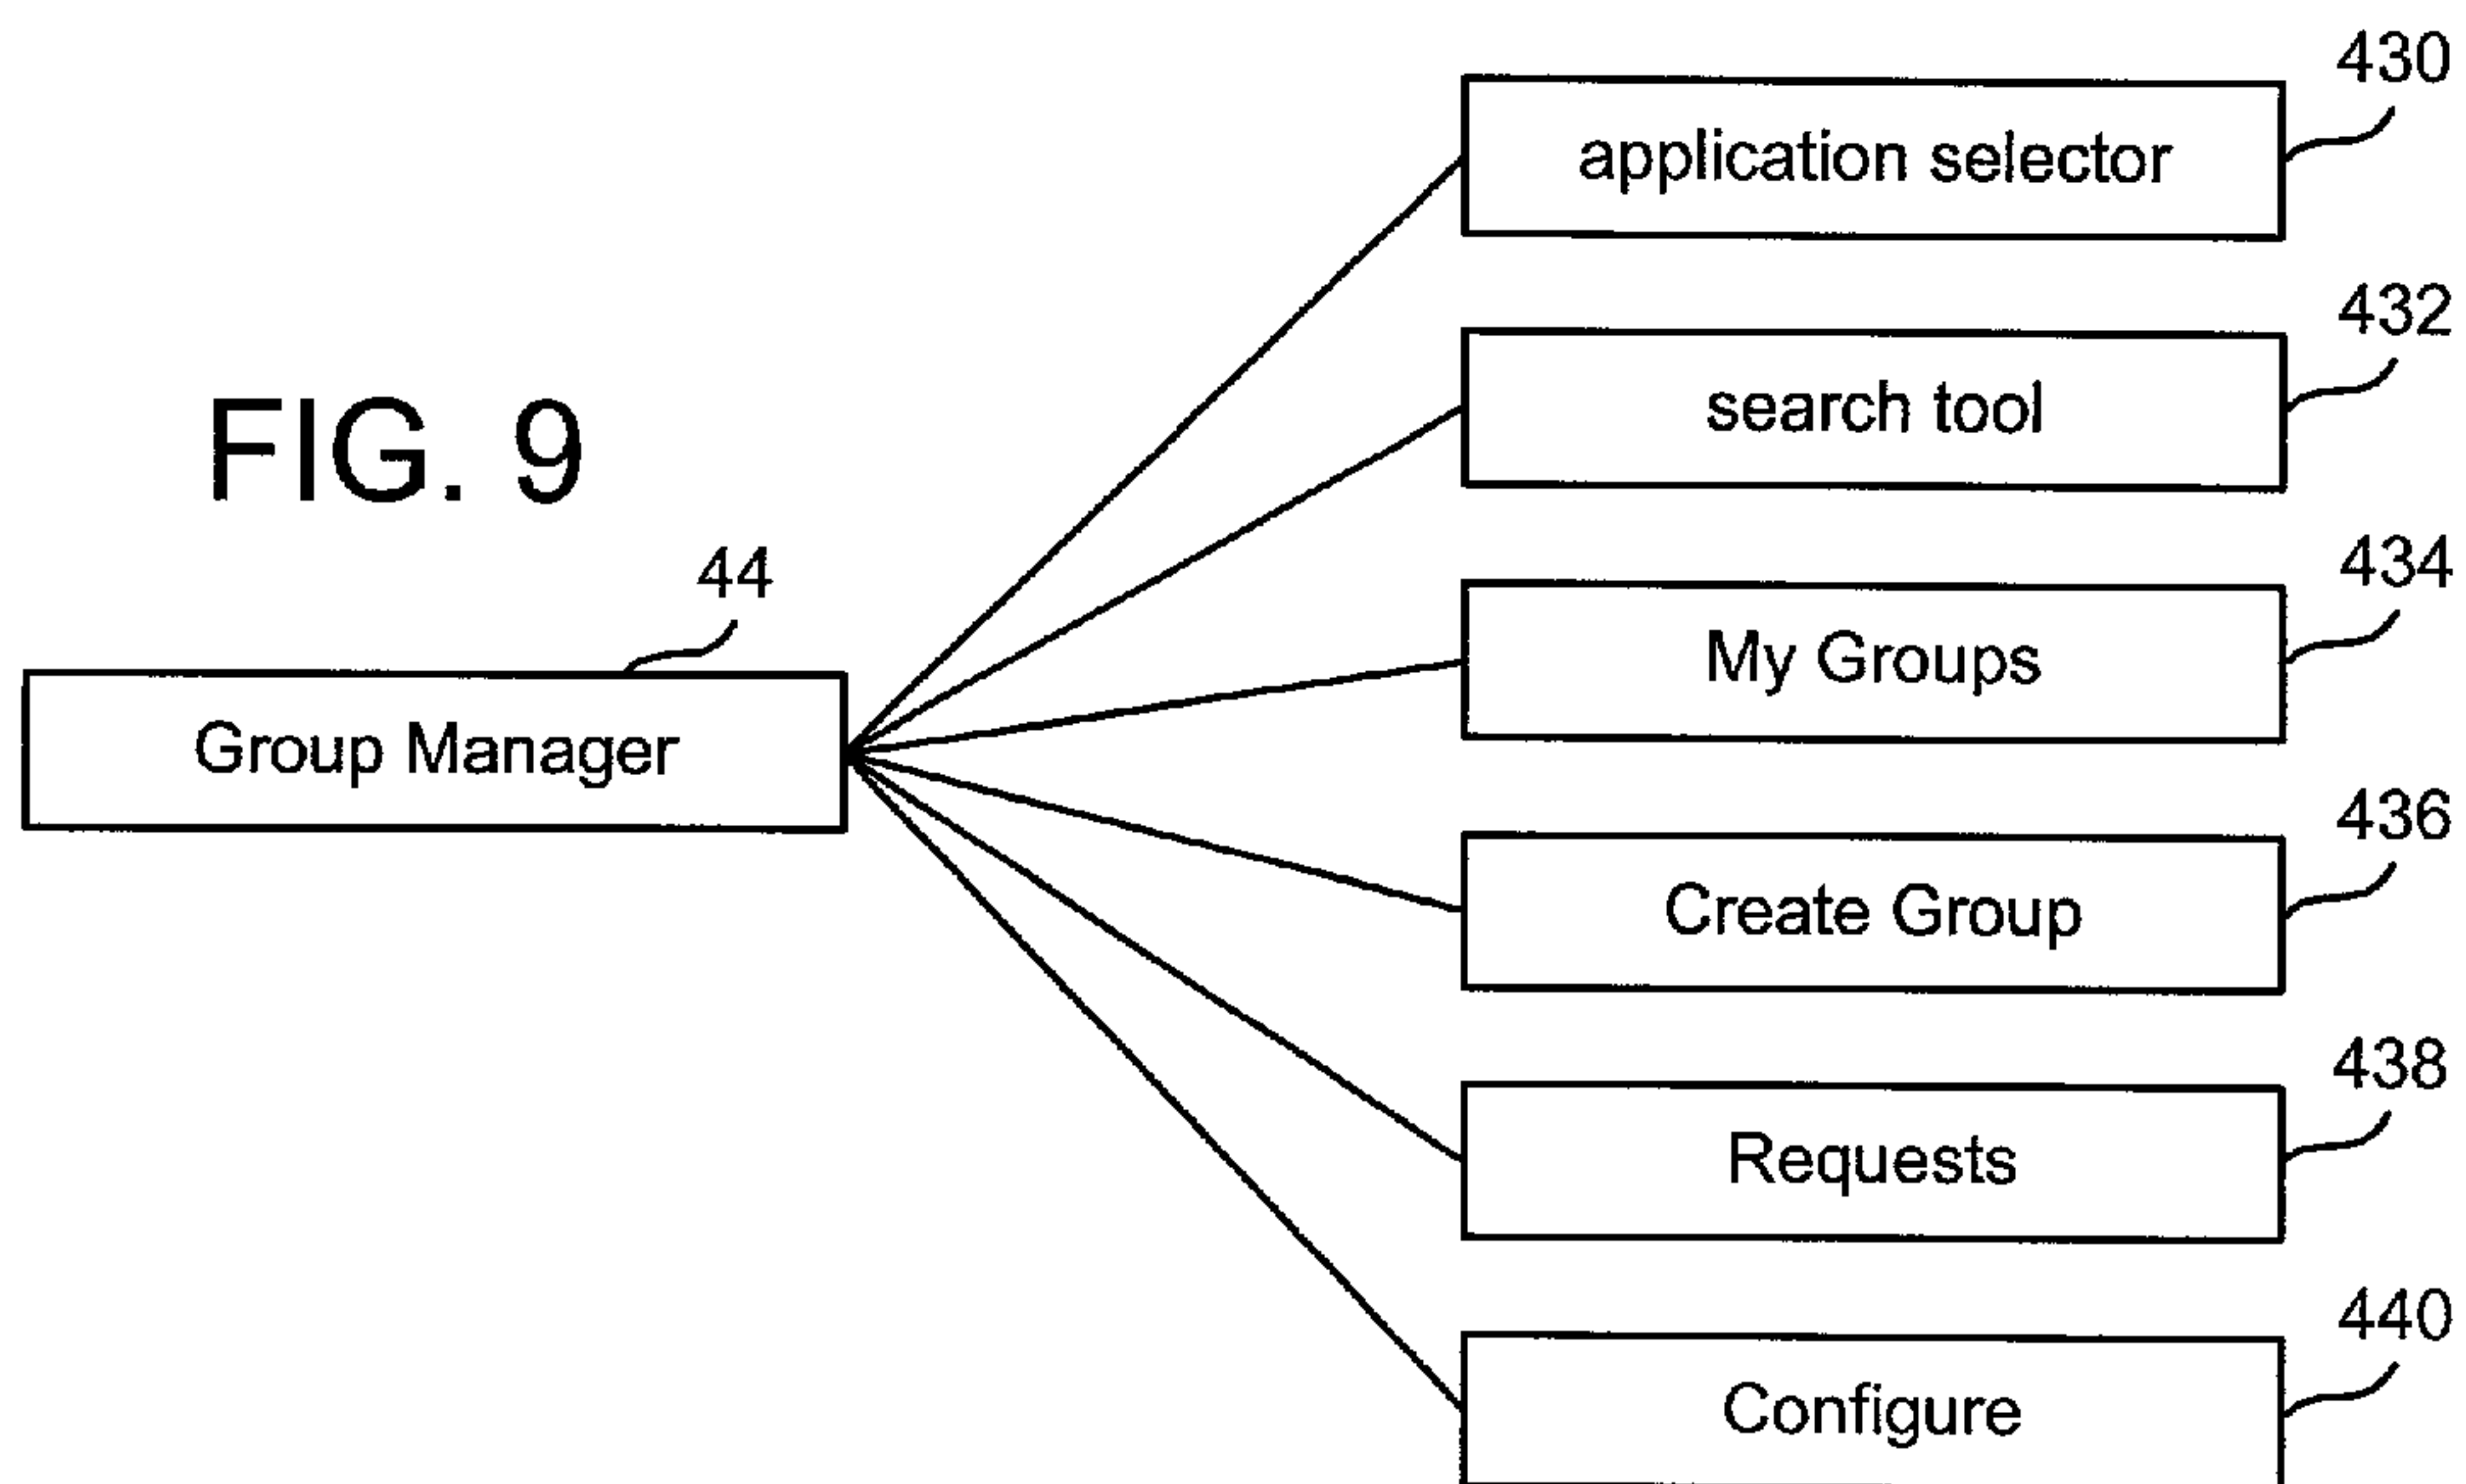 430
application selector
432
search tool
FIG. 9
434
44
My Groups
Group Manager
436
Create Group
438
Requests
440
Configure